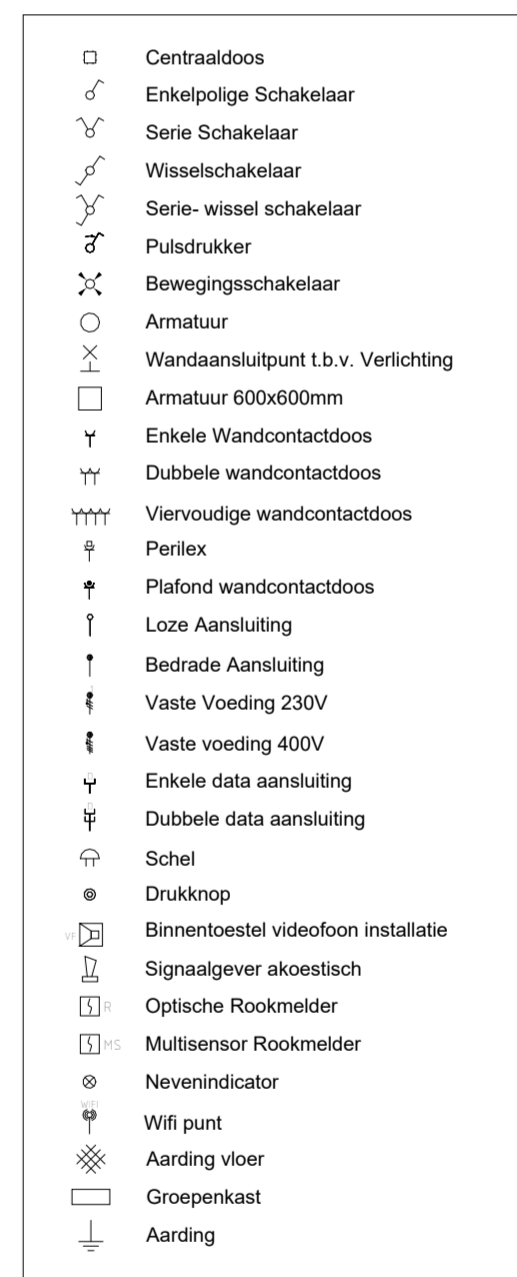 Centraaldoos
Enkelpolige Schakelaar
Serie Schakelaar
Wisselschakelaar
Serie- wissel schakelaar
Pulsdrukker
Bewegingsschakelaar
Armatuur
Wandaansluitpunt t.b.v. Verlichting
Armatuur 600x600mm
Enkele Wandcontactdoos
Dubbele wandcontactdoos
Viervoudige wandcontactdoos
Perilex
Plafond wandcontactdoos
Loze Aansluiting
Bedrade Aansluiting
Vaste Voeding 230V
Vaste voeding 400V
Enkele data aansluiting
Dubbele data aansluiting
Schel
Drukknop
VF Binnentoestel videofoon installatie
Signaalgever akoestisch
R Optische Rookmelder
MS Multisensor Rookmelder
Nevenindicator
WIFI
Wifi punt
Aarding vloer
Groepenkast
Aarding